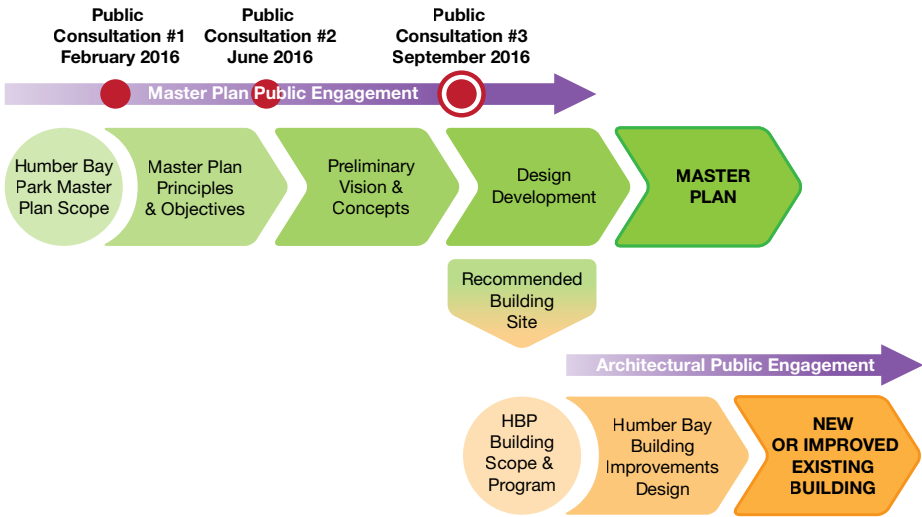 Public
Consultation #1
February 2016
Public
Consultation #2
June 2016
Public
Consultation #3
September 2016
Master Plan Public Engagement
Humber Bay
Park Master
Plan Scope
Master Plan
Principles
& Objectives
Preliminary
Vision &
Concepts
Design
Development
MASTER
PLAN
Recommended
Building
Site
Architectural Public Engagement
HBP
Building
Scope &
Program
Humber Bay
Building
Improvements
Design
NEW
OR IMPROVED
EXISTING
BUILDING